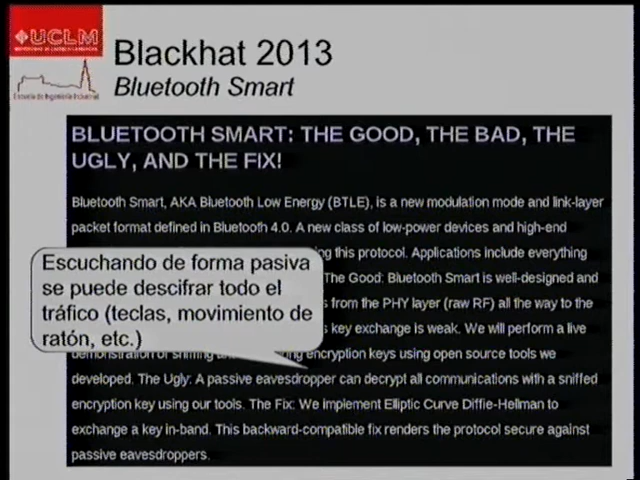 UCLM
Blackhat 2013
Bluetooth Smart
BLUETOOTH SMART: THE GOOD, THE BAD, THE
UGLY, AND THE FIX!
Bluetooth Smart, AKA Bluetooth Low Energy (BTLE), is a new modulation mode and link-layer
packet format defined in Bluetooth 4.0. A new class of low-power devices and high-end
this protocol. Applications include everything
Escuchando de forma pasiva
se puede descifrar todo el
tráfico (teclas, movimiento de
ratón, etc.)
The Good: Bluetooth Smart is well-designed and
from the PHY layer (raw RF) all the way to the
key exchange is weak. We will perform a live
demonstration of sniffing encryption keys using open source tools we
developed. The Ugly: A passive eavesdropper can decrypt all communications with a sniffed
encryption key using our tools. The Fix: We implement Elliptic Curve Diffie-Hellman to
exchange a key in-band. This backward-compatible fix renders the protocol secure against
passive eavesdroppers.